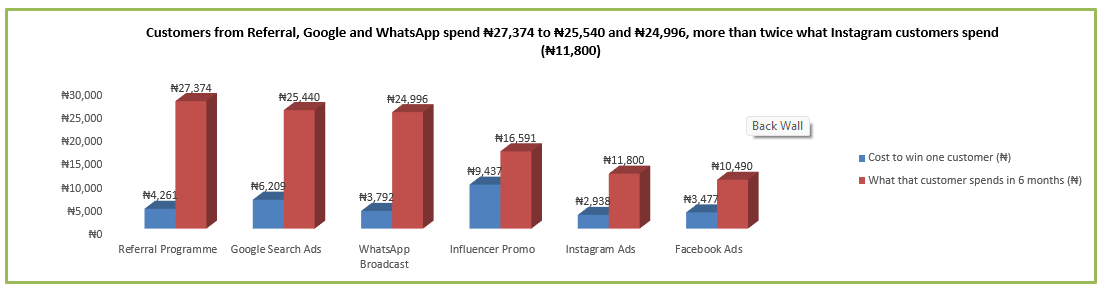 Customers from Referral, Google and WhatsApp spend ₦27,374 to ₦25,540 and ₦24,996, more than twice what Instagram customers spend
(₦11,800)
₦30,000
₦25,000
₦20,000
₦15,000
₦10,000
₦5,000
₦0
₦4,261
₦27,374
₦6,209
₦25,440
₦3,792
₦24,996
₦9,437
₦16,591
₦2,938
₦11,800
₦3,477
₦10,490
Referral Programme
Google Search Ads
WhatsApp
Broadcast
Influencer Promo
Instagram Ads
Facebook Ads
Back Wall
Cost to win one customer (₦)
What that customer spends in 6 months (₦)